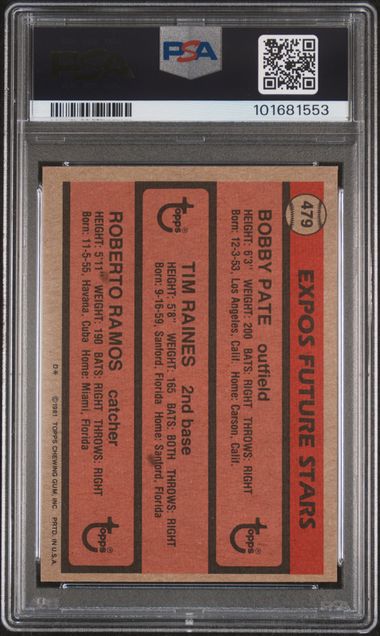 PSA
PSA
101681553
479
EXPOS FUTURE STARS
BOBBY PATE outfield
HEIGHT: 6'3" WEIGHT: 200 BATS: RIGHT THROWS: RIGHT
Born: 12-3-53, Los Angeles, Calif. Home: Carson, Calif.
Topps
TIM RAINES 2nd base
HEIGHT: 5'8" WEIGHT: 165 BATS: BOTH THROWS: RIGHT
Born: 9-16-59, Sanford, Florida Home: Sanford, Florida
Topps
ROBERTO RAMOS catcher
HEIGHT: 5'11" WEIGHT: 190 BATS: RIGHT THROWS: RIGHT
Born: 11-5-55, Havana, Cuba Home: Miami, Florida
Topps
D* ©1981 TOPPS CHEWING GUM, INC. PRTD. IN U.S.A.